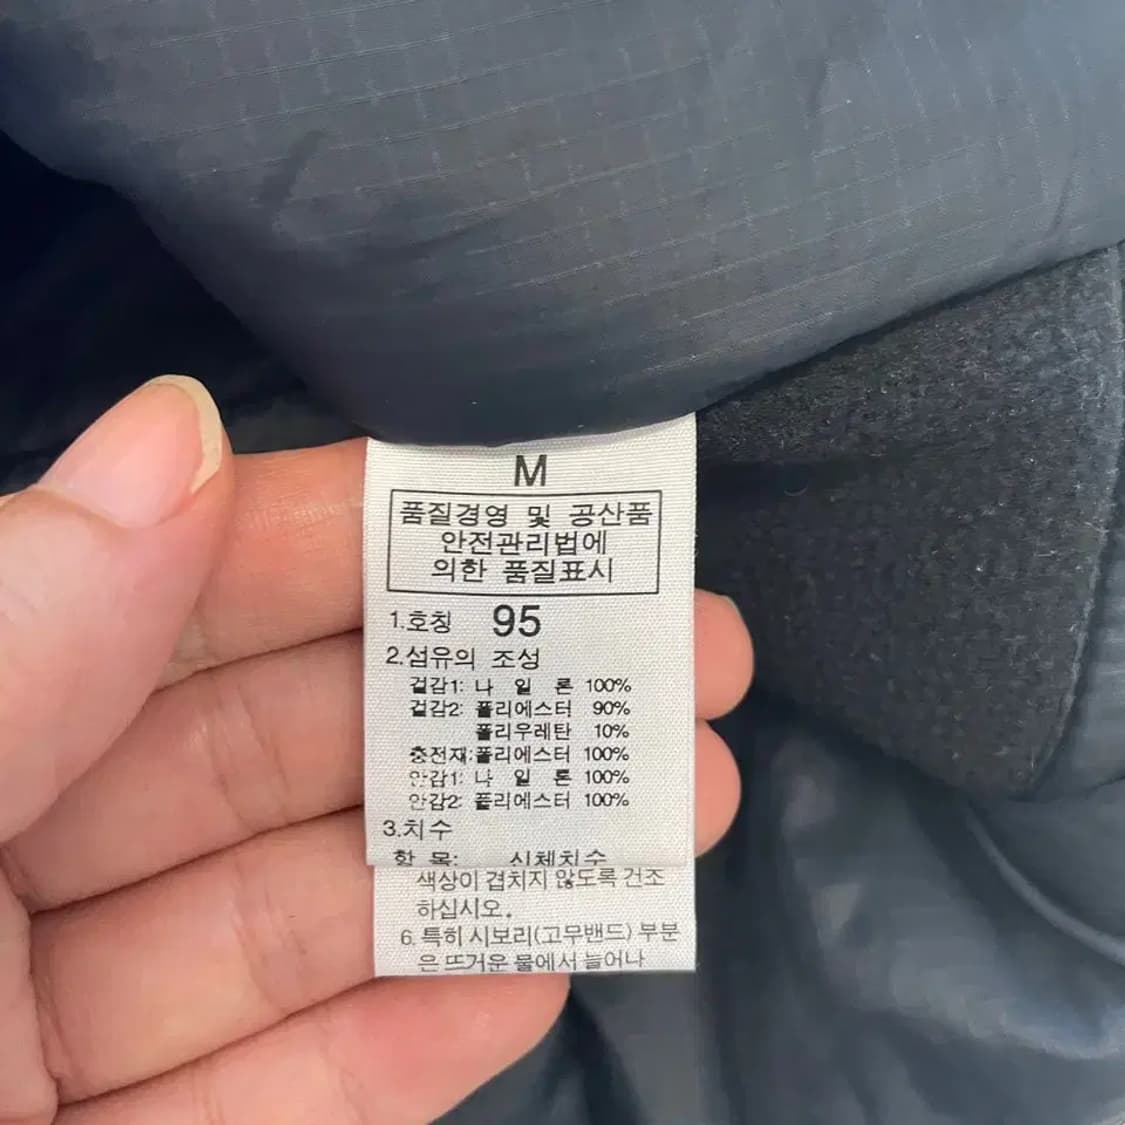 M
품질경영 및 공산품
안전관리법에
의한 품질표시
1.호칭 95
2.섬유의 조성
겉감1: 나 일 론 100%
겉감2: 폴리에스터 90%
폴리우레탄 10%
충전재:폴리에스터 100%
안감1: 나 일 론 100%
안감2: 폴리에스터 100%
3.치수
항 목: 신체치수
색상이 겹치지 않도록 건조
하십시오.
6. 특히 시보리(고무밴드) 부분
은 뜨거운 물에서 늘어나